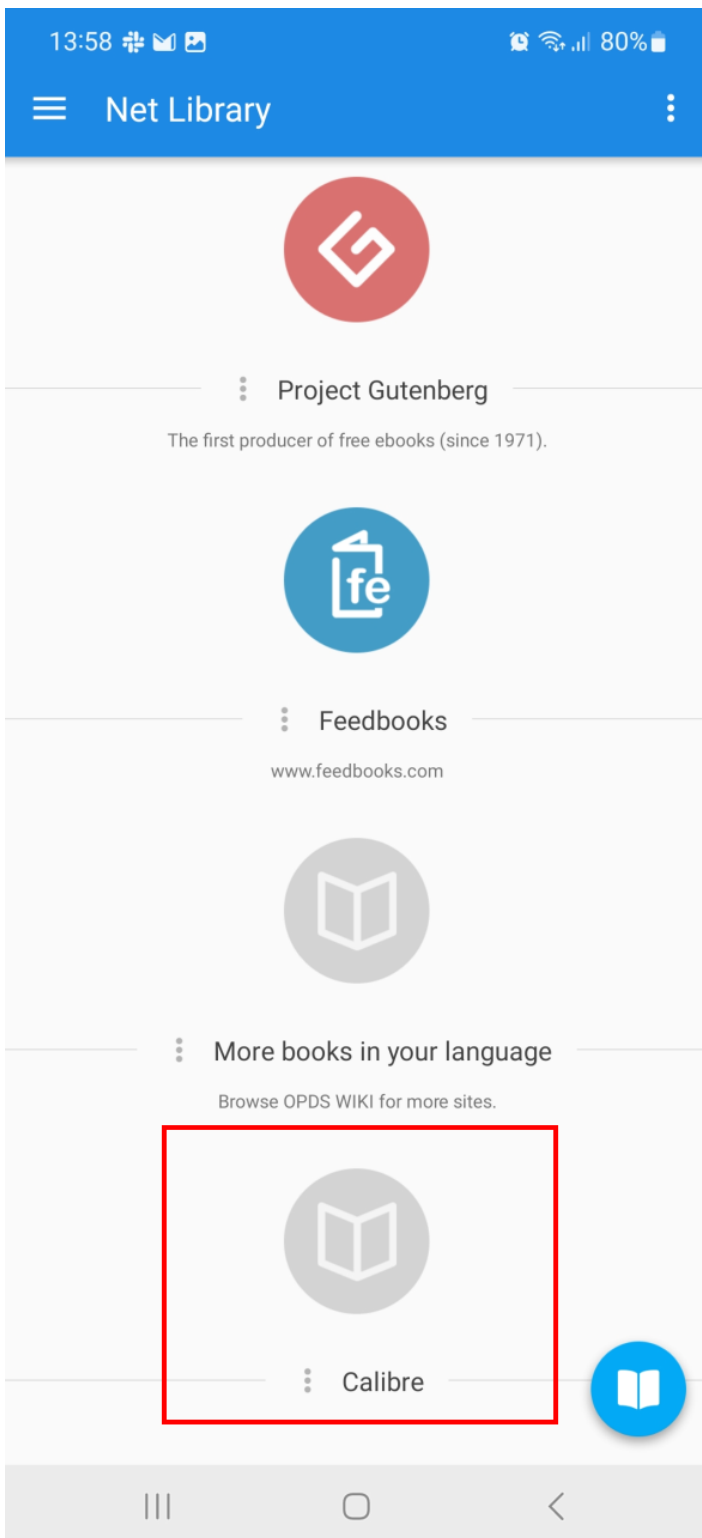 13:58 80%
Net Library
Project Gutenberg
The first producer of free ebooks (since 1971).
fe
Feedbooks
www.feedbooks.com
More books in your language
Browse OPDS WIKI for more sites.
Calibre